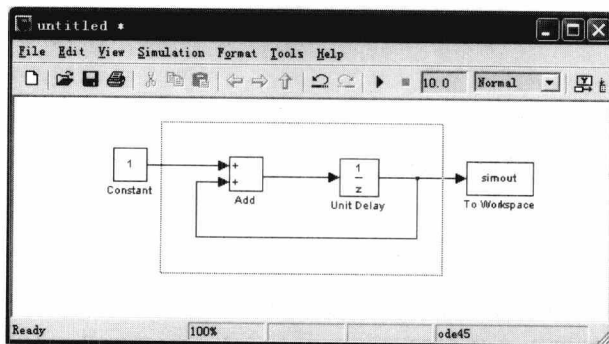 untitled *
File Edit View Simulation Format Tools Help
10.0 Normal
1
Constant
+
+
Add
1
z
Unit Delay
simout
To Workspace
Ready 100% ode45